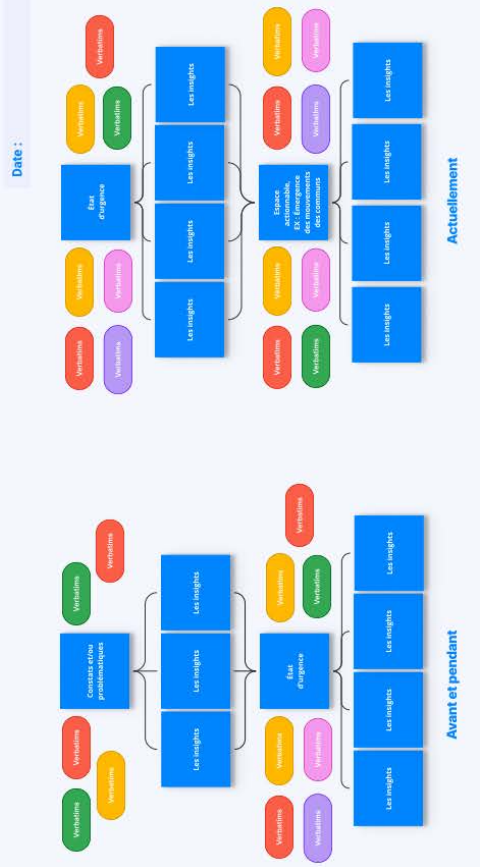 Date :
Verbatims
Verbatims
Verbatims
Verbatims
Verbatims
Constats et/ou
problématiques
Les insights
Les insights
Les insights
Verbatims
Verbatims
Verbatims
Verbatims
Verbatims
Verbatims
Verbatims
État
d'urgence
Les insights
Les insights
Les insights
Les insights
Avant et pendant
Verbatims
Verbatims
Verbatims
Verbatims
Verbatims
Verbatims
Verbatims
État
d'urgence
Les insights
Les insights
Les insights
Les insights
Verbatims
Verbatims
Verbatims
Verbatims
Verbatims
Verbatims
Verbatims
Verbatims
Espace
actionnable,
EX : Émergence
des mouvements
des communs
Les insights
Les insights
Les insights
Les insights
Actuellement